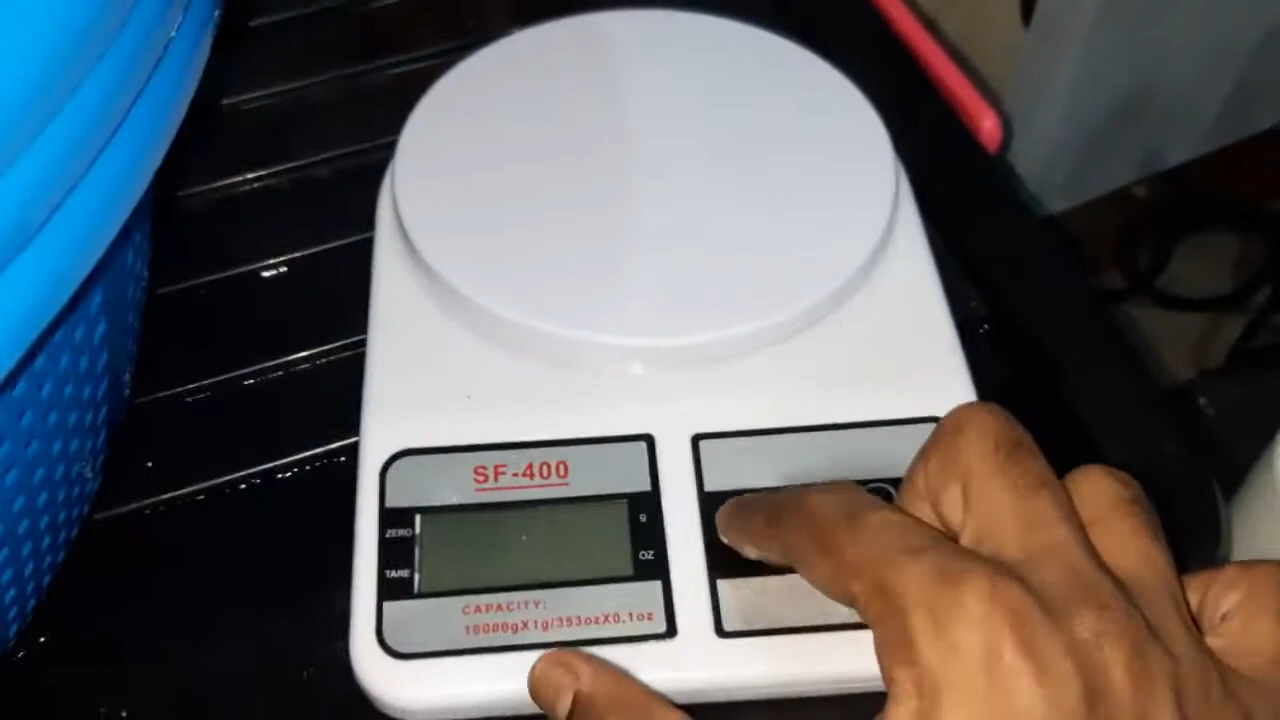 SF-400
ZERO
g
OZ
TARE
CAPACITY:
10000gX1g/353ozX0.1oz